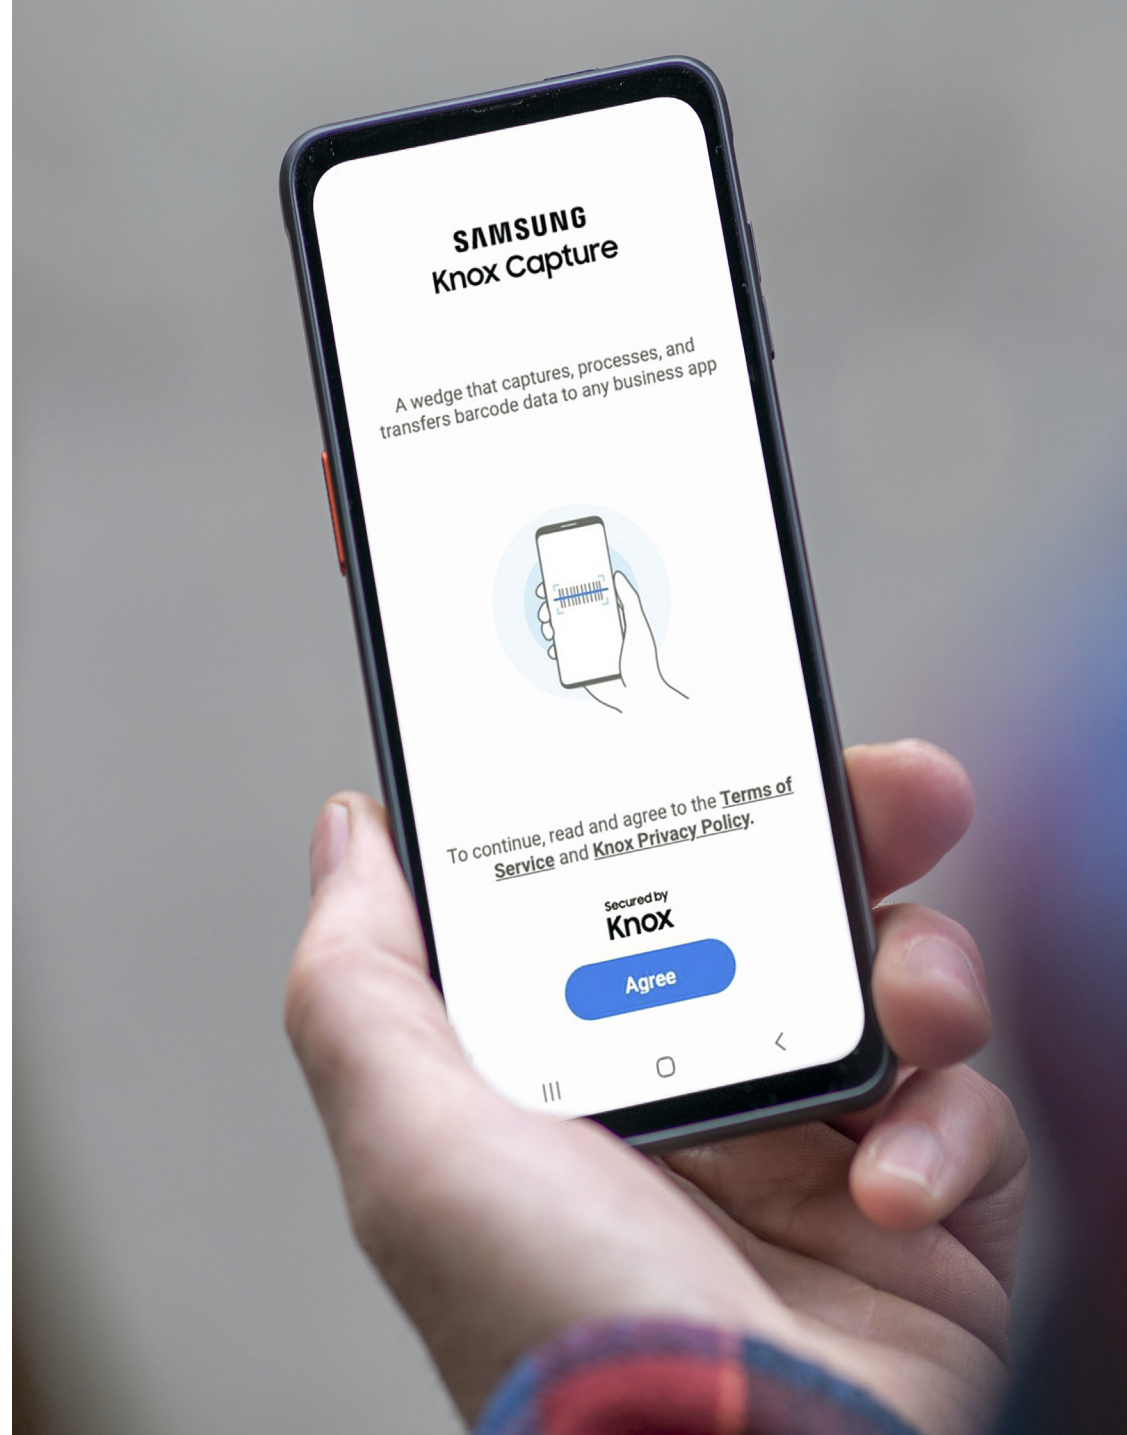 SAMSUNG
Knox Capture
A wedge that captures, processes, and
transfers barcode data to any business app
To continue, read and agree to the Terms of
Service and Knox Privacy Policy.
Secured by
Knox
Agree